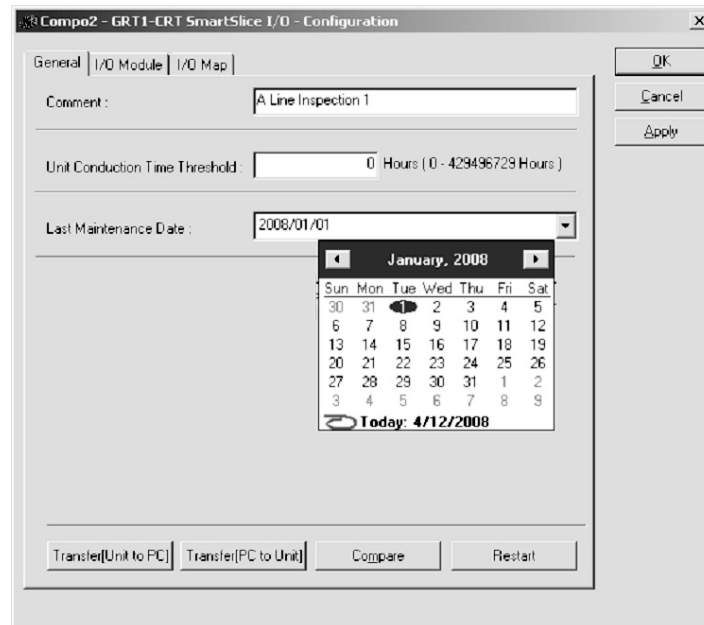 Compo2 - GRT1-CRT SmartSlice I/O - Configuration
General I/O Module I/O Map
OK
Cancel
Apply
Comment :
A Line Inspection 1
Unit Conduction Time Threshold :
0 Hours ( 0 - 429496729 Hours )
Last Maintenance Date :
2008/01/01
January, 2008
Sun Mon Tue Wed Thu Fri Sat
30 31 1 2 3 4 5
6 7 8 9 10 11 12
13 14 15 16 17 18 19
20 21 22 23 24 25 26
27 28 29 30 31 1 2
3 4 5 6 7 8 9
Today: 4/12/2008
Transfer[Unit to PC] Transfer[PC to Unit] Compare Restart